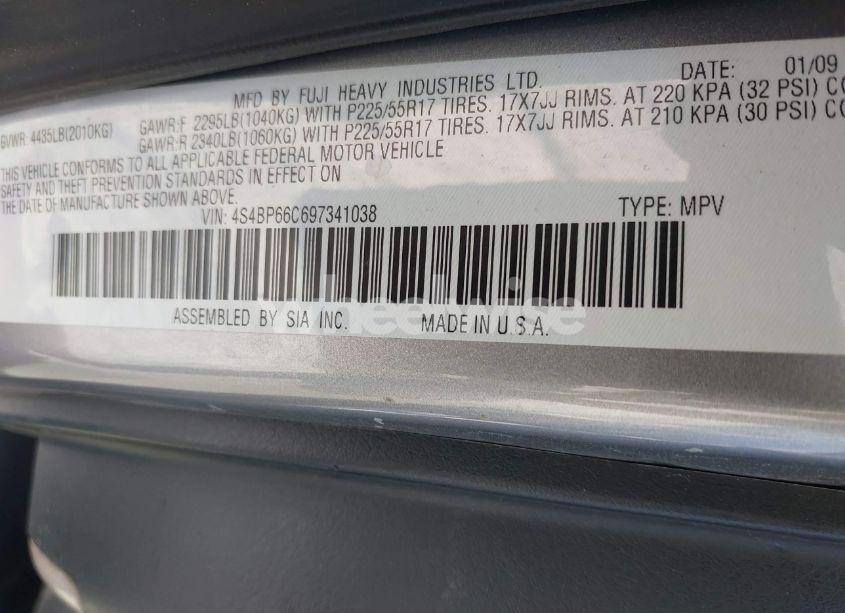 MFD BY FUJI HEAVY INDUSTRIES LTD. DATE: 01/09
GVWR: 4435LB(2010KG) GAWR:F 2295LB(1040KG) WITH P225/55R17 TIRES. 17X7JJ RIMS. AT 220 KPA (32 PSI) CO
GAWR:R 2340LB(1060KG) WITH P225/55R17 TIRES. 17X7JJ RIMS. AT 210 KPA (30 PSI) CO
THIS VEHICLE CONFORMS TO ALL APPLICABLE FEDERAL MOTOR VEHICLE
SAFETY AND THEFT PREVENTION STANDARDS IN EFFECT ON
THE DATE OF MANUFACTURE SHOWN ABOVE.
VIN: 4S4BP66C697341038 TYPE: MPV
wheelwise
ASSEMBLED BY SIA INC. MADE IN U.S.A.